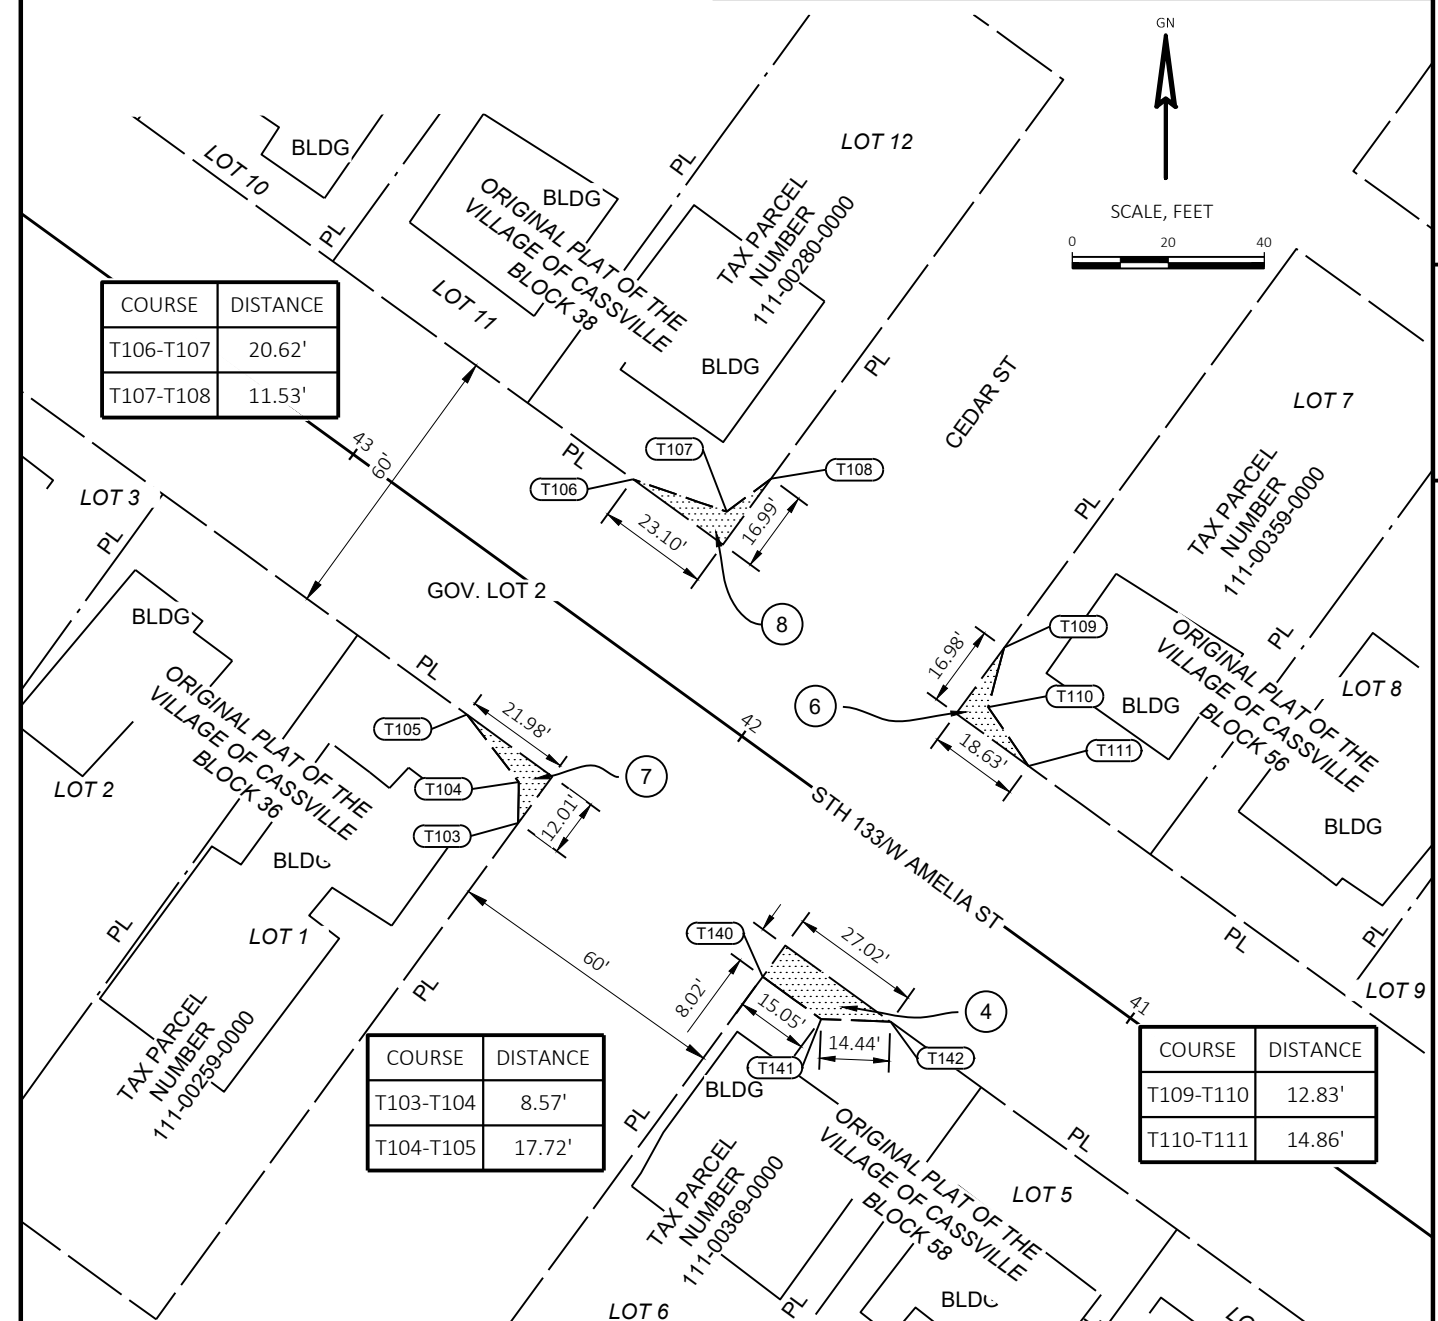 GN
SCALE, FEET
0 20 40
LOT 10
BLDG
PL
BLDG
ORIGINAL PLAT OF THE
VILLAGE OF CASSVILLE
BLOCK 38
LOT 11
PL
LOT 12
TAX PARCEL
NUMBER
111-00280-0000
BLDG
PL
COURSE DISTANCE
T106-T107 20.62'
T107-T108 11.53'
43
60'
PL
T107
T106
T108
23.10'
16.99'
8
CEDAR ST
LOT 7
TAX PARCEL
NUMBER
111-00359-0000
PL
LOT 3
PL
GOV. LOT 2
BLDG
PL
ORIGINAL PLAT OF THE
VILLAGE OF CASSVILLE
BLOCK 36
LOT 2
T105
21.98'
T104
7
T103
12.01'
42
T109
16.98'
T110
6
18.63'
T111
BLDG
ORIGINAL PLAT OF THE
VILLAGE OF CASSVILLE
BLOCK 56
PL
LOT 8
BLDG
STH 133/W AMELIA ST
BLDG
LOT 1
PL
PL
TAX PARCEL
NUMBER
111-00259-0000
60'
T140
27.02'
8.02'
15.05'
4
14.44'
T141
T142
PL
PL
LOT 9
41
COURSE DISTANCE
T103-T104 8.57'
T104-T105 17.72'
COURSE DISTANCE
T109-T110 12.83'
T110-T111 14.86'
BLDG
PL
TAX PARCEL
NUMBER
111-00369-0000
ORIGINAL PLAT OF THE
VILLAGE OF CASSVILLE
BLOCK 58
PL
LOT 5
LOT 6
PL
BLDG